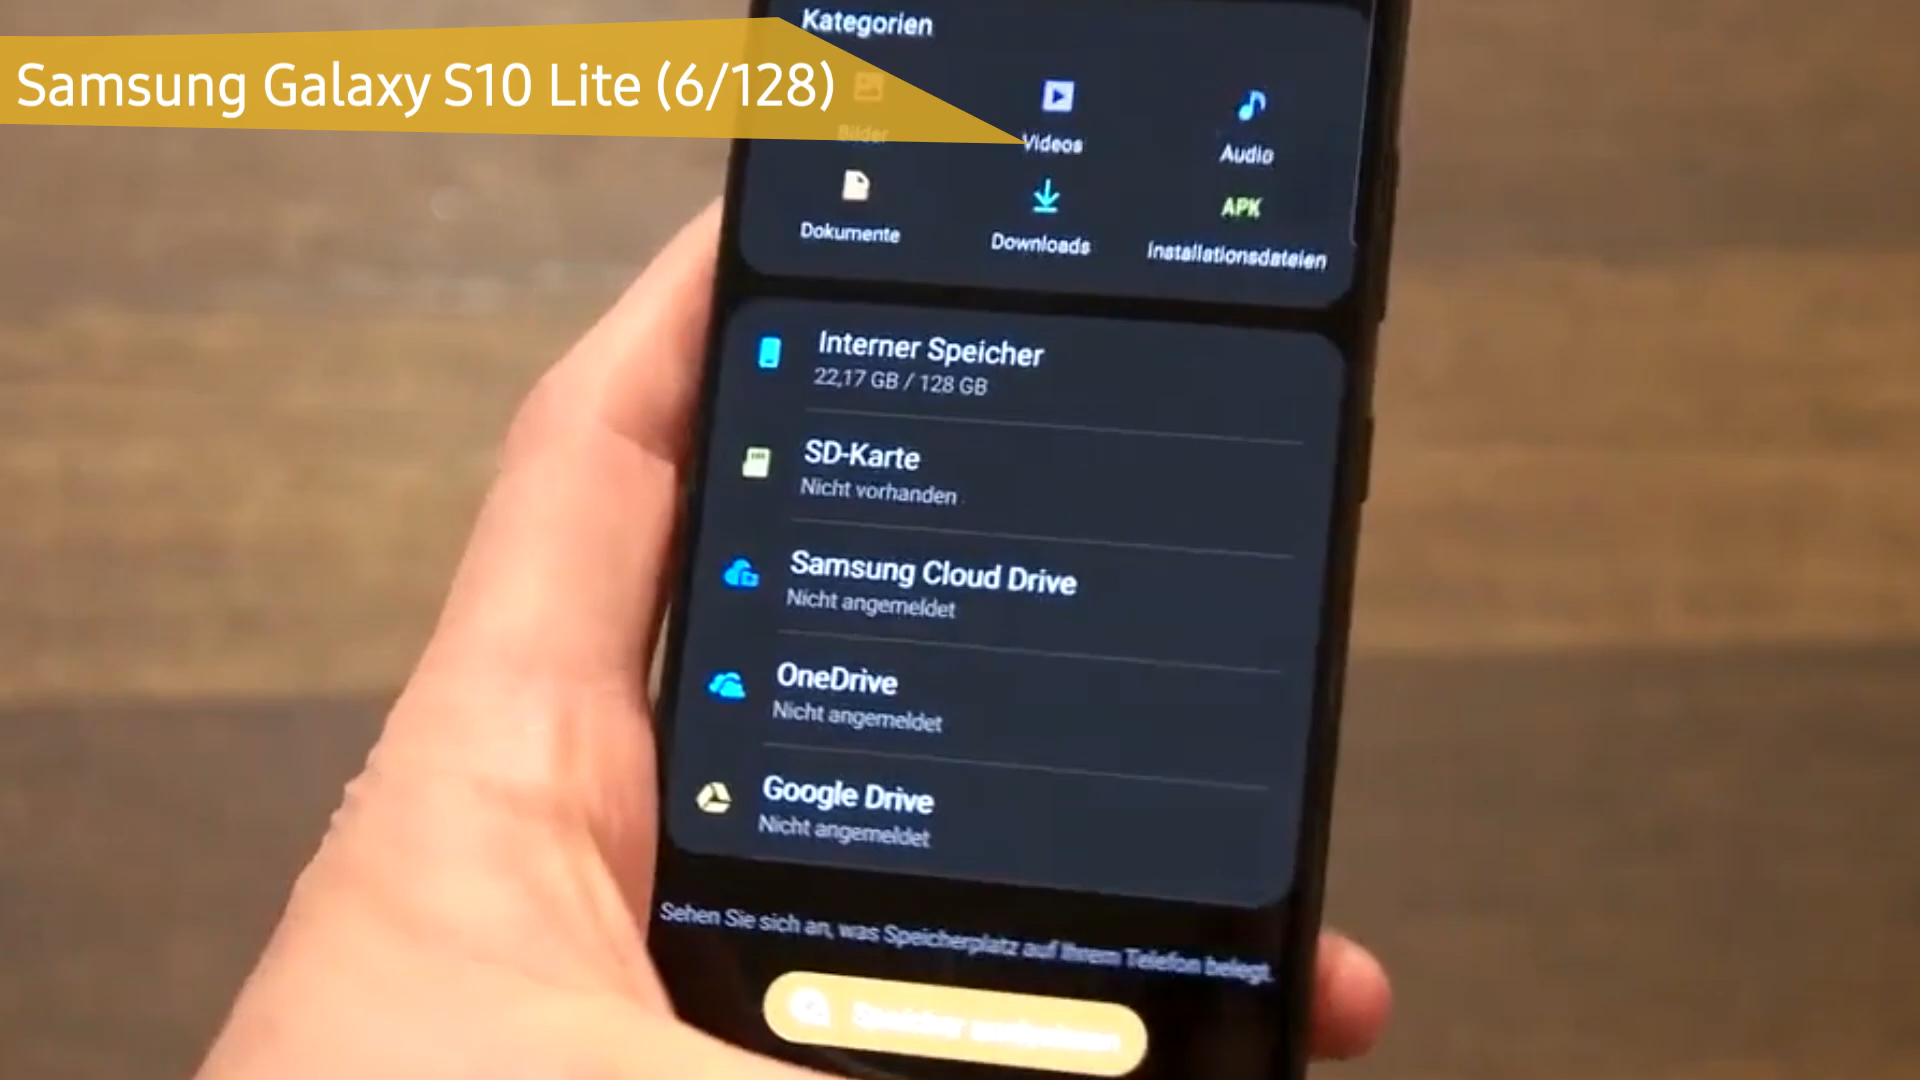 Kategorien
Samsung Galaxy S10 Lite (6/128)
Bilder
Videos
Audio
Dokumente
Downloads
APK
Installationsdateien
Interner Speicher
22,17 GB / 128 GB
SD-Karte
Nicht vorhanden
Samsung Cloud Drive
Nicht angemeldet
OneDrive
Nicht angemeldet
Google Drive
Nicht angemeldet
Sehen Sie sich an, was Speicherplatz auf Ihrem Telefon belegt.
Speicher